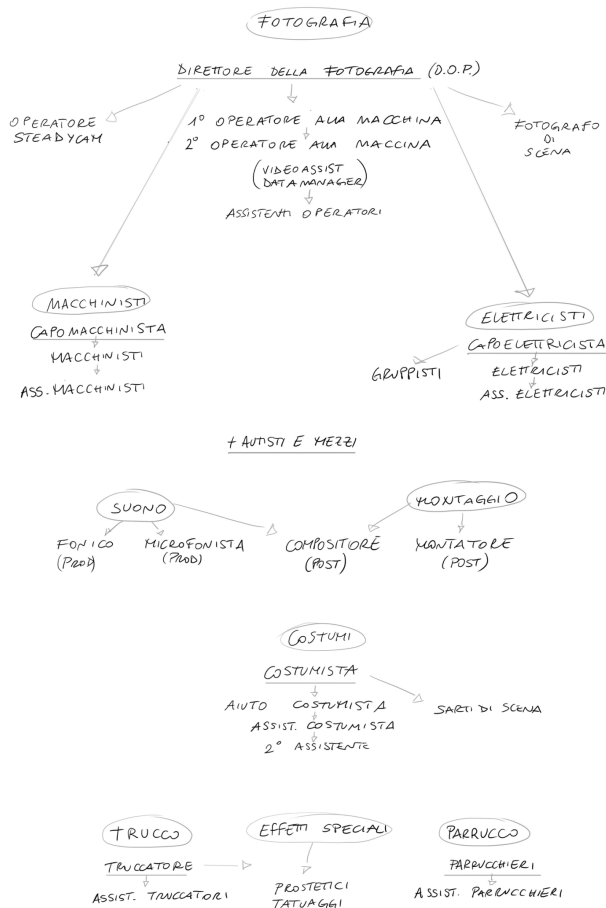 FOTOGRAFIA
DIRETTORE DELLA FOTOGRAFIA (D.O.P.)
OPERATORE
STEADYCAM
1° OPERATORE ALLA MACCHINA
2° OPERATORE ALLA MACCINA
(VIDEOASSIST
DATA MANAGER)
ASSISTENTI OPERATORI
FOTOGRAFO
DI
SCENA
MACCHINISTI
CAPOMACCHINISTA
MACCHINISTI
ASS. MACCHINISTI
ELETTRICISTI
CAPOELETTRICISTA
GRUPPISTI
ELETTRICISTI
ASS. ELETTRICISTI
+ AUTISTI E MEZZI
SUONO
MONTAGGIO
FONICO
(PROD)
MICROFONISTA
(PROD)
COMPOSITORE
(POST)
MONTATORE
(POST)
COSTUMI
COSTUMISTA
AIUTO COSTUMISTA
ASSIST. COSTUMISTA
2° ASSISTENTE
SARTI DI SCENA
TRUCCO
TRUCCATORE
ASSIST. TRUCCATORI
EFFETTI SPECIALI
PROSTETICI
TATUAGGI
PARRUCCO
PARRUCCHIERI
ASSIST. PARRUCCHIERI